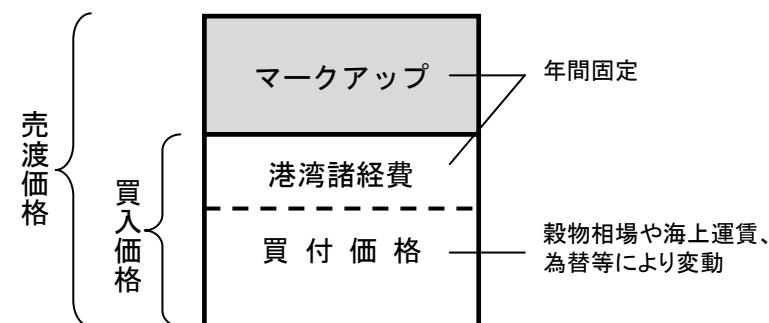 売渡価格
買入価格
マークアップ
港湾諸経費
買付価格
年間固定
穀物相場や海上運賃、
為替等により変動